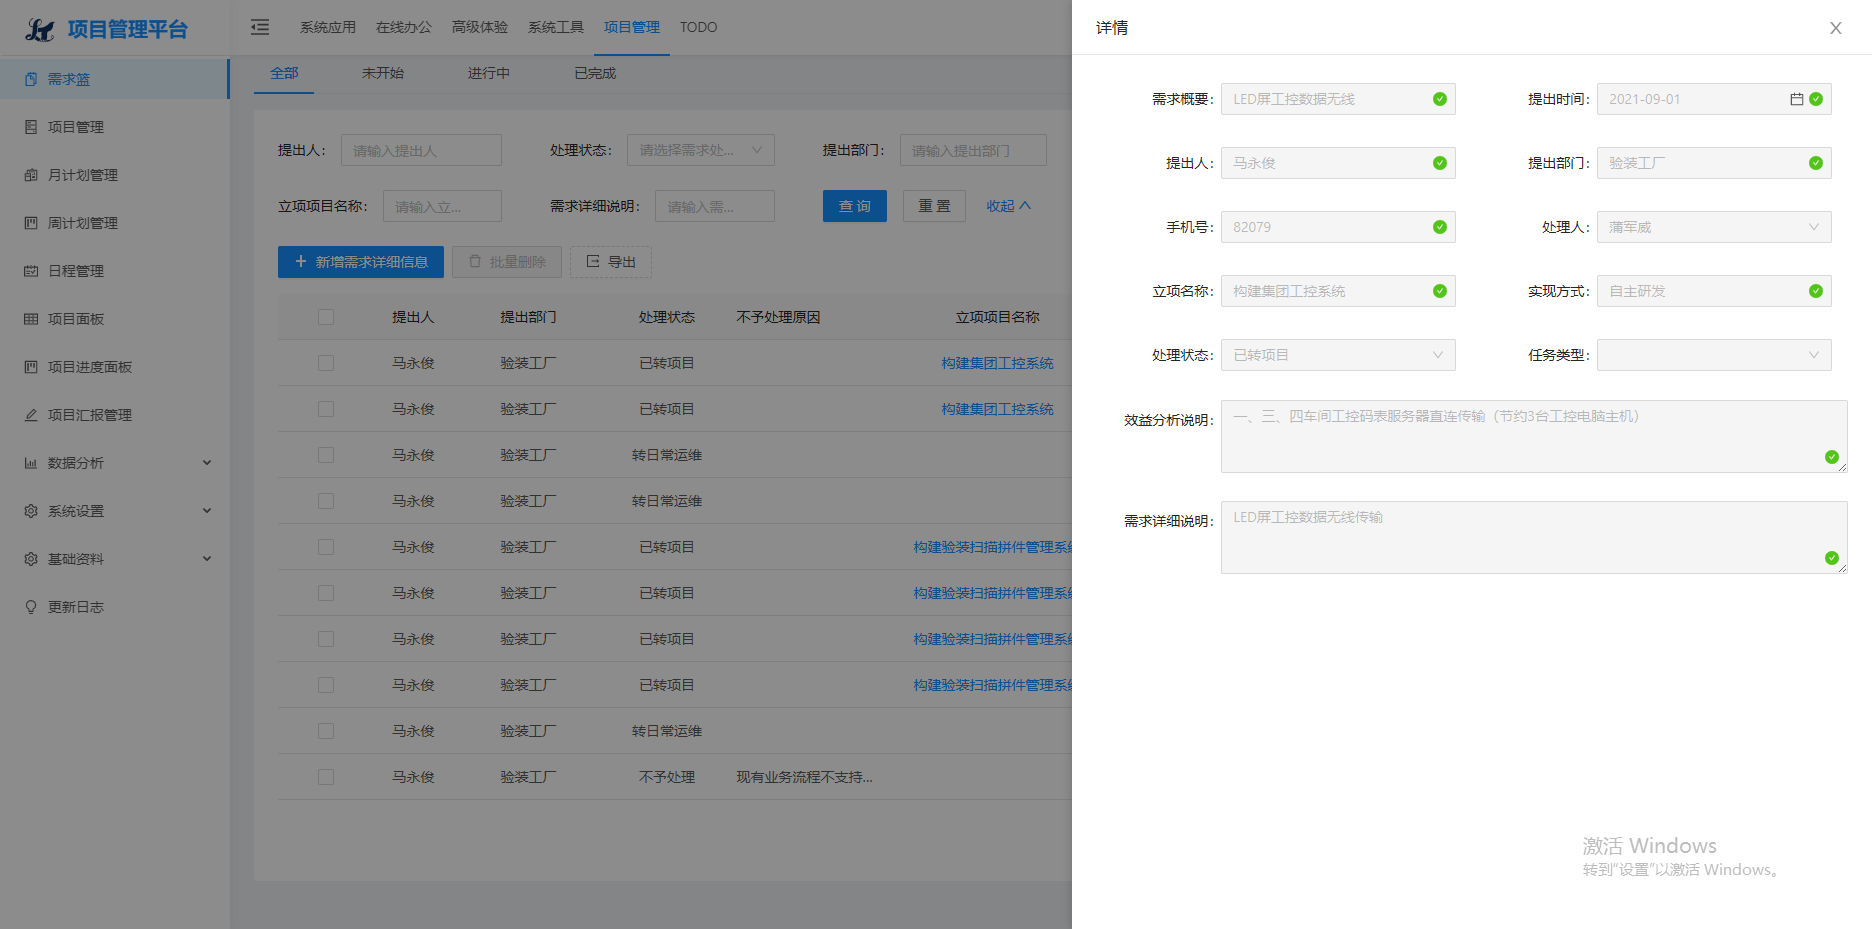 项目管理平台
系统应用 在线办公 高级体验 系统工具 项目管理 TODO
需求篮
项目管理
月计划管理
周计划管理
日程管理
项目面板
项目进度面板
项目汇报管理
数据分析
系统设置
基础资料
更新日志
全部 未开始 进行中 已完成
提出人： 请输入提出人 处理状态： 请选择需求处... 提出部门： 请输入提出部门
立项项目名称： 请输入立... 需求详细说明： 请输入需... 查 询 重 置 收起
新增需求详细信息 批量删除 导出
提出人 提出部门 处理状态 不予处理原因 立项项目名称
马永俊 验装工厂 已转项目 构建集团工控系统
马永俊 验装工厂 已转项目 构建集团工控系统
马永俊 验装工厂 转日常运维
马永俊 验装工厂 转日常运维
马永俊 验装工厂 已转项目 构建验装扫描拼件管理系统
马永俊 验装工厂 已转项目 构建验装扫描拼件管理系统
马永俊 验装工厂 已转项目 构建验装扫描拼件管理系统
马永俊 验装工厂 已转项目 构建验装扫描拼件管理系统
马永俊 验装工厂 转日常运维
马永俊 验装工厂 不予处理 现有业务流程不支持...
详情
需求概要： LED屏工控数据无线 提出时间： 2021-09-01
提出人： 马永俊 提出部门： 验装工厂
手机号： 82079 处理人： 蒲军威
立项名称： 构建集团工控系统 实现方式： 自主研发
处理状态： 已转项目 任务类型：
效益分析说明： 一、三、四车间工控码表服务器直连传输（节约3台工控电脑主机）
需求详细说明： LED屏工控数据无线传输
激活 Windows
转到“设置”以激活 Windows。